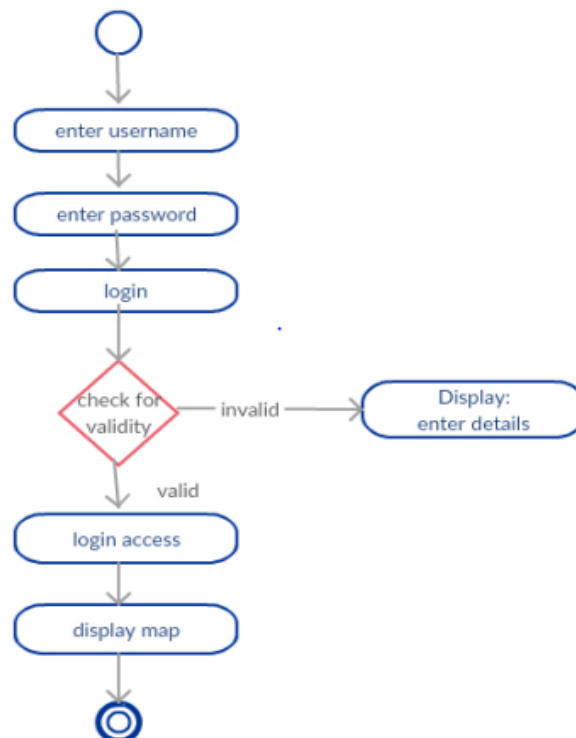 enter username
enter password
login
check for
validity
invalid
Display:
enter details
valid
login access
display map